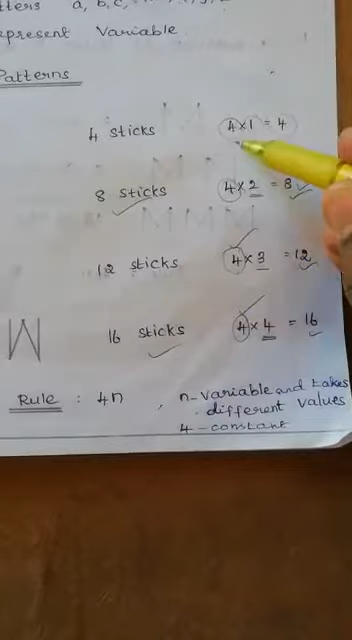 a, b, c,
represent Variable
Patterns
4 sticks 4×1 = 4
8 sticks 4×2 = 8
12 sticks 4×3 = 12
16 sticks 4×4 = 16
Rule : 4n , n-variable and takes
different values
4 - constant